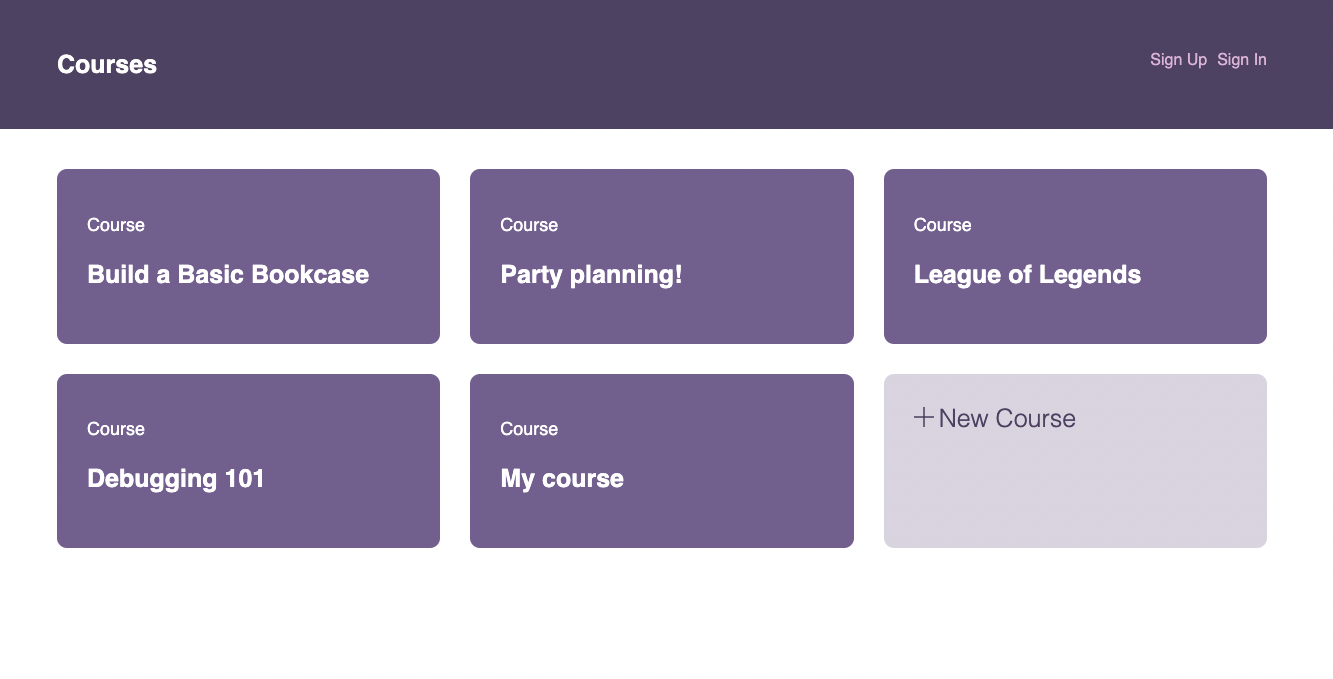 Courses
Sign Up Sign In
Course
Build a Basic Bookcase
Course
Party planning!
Course
League of Legends
Course
Debugging 101
Course
My course
New Course